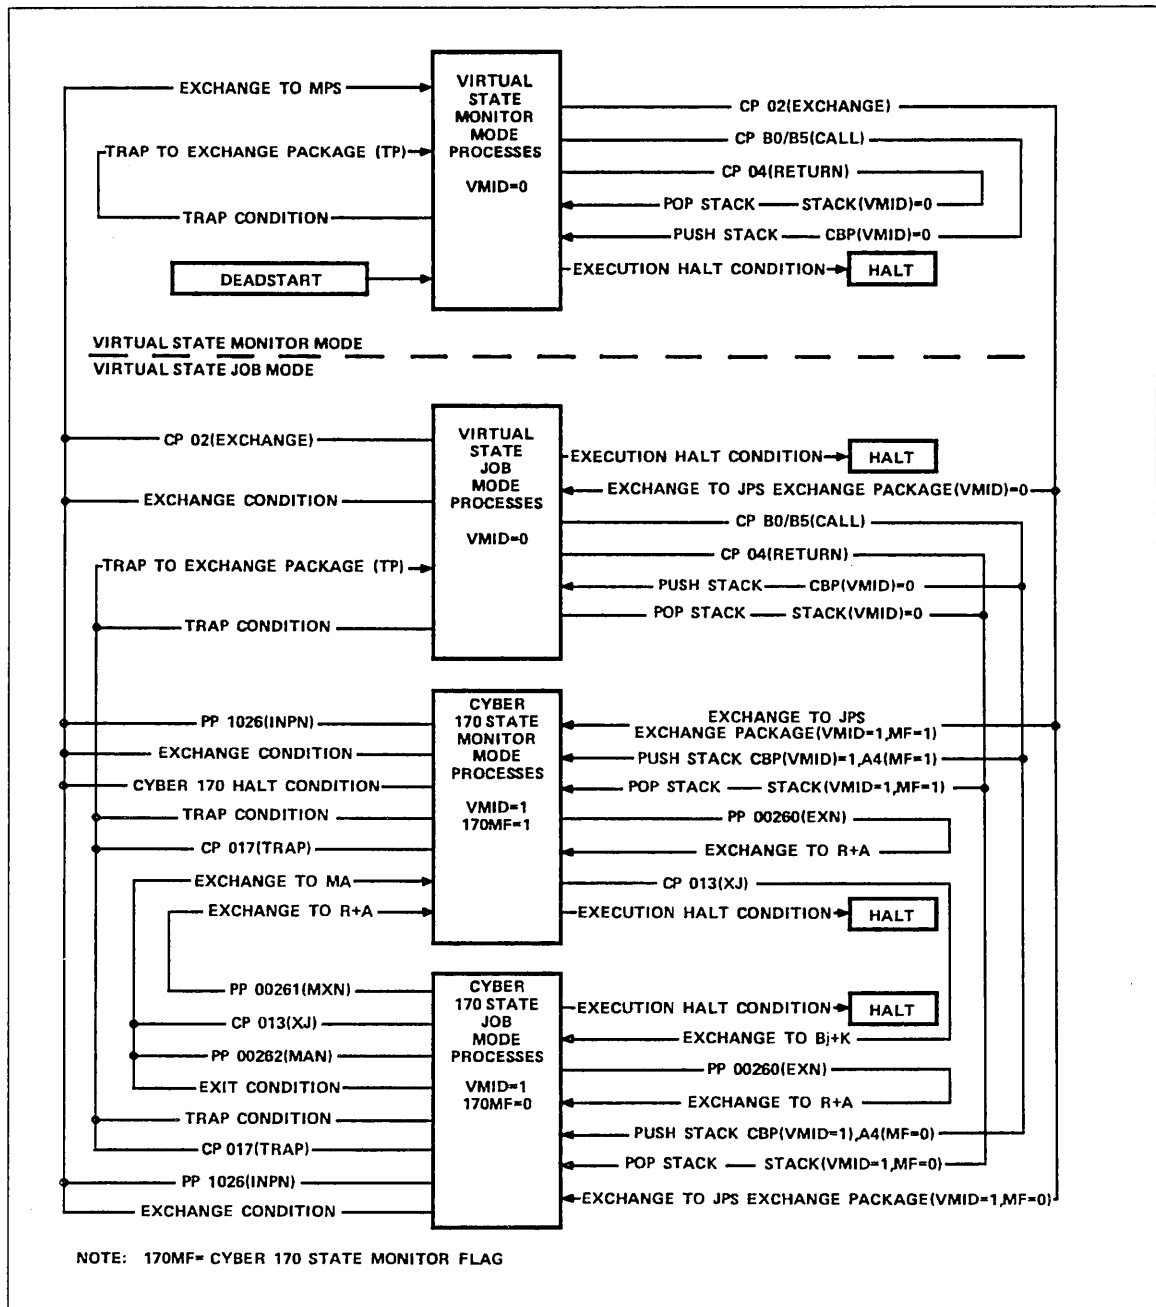 EXCHANGE TO MPS
TRAP TO EXCHANGE PACKAGE (TP)
TRAP CONDITION
DEADSTART
VIRTUAL
STATE
MONITOR
MODE
PROCESSES
VMID=0
CP 02(EXCHANGE)
CP B0/B5(CALL)
CP 04(RETURN)
POP STACK STACK(VMID)=0
PUSH STACK CBP(VMID)=0
EXECUTION HALT CONDITION HALT
VIRTUAL STATE MONITOR MODE
VIRTUAL STATE JOB MODE
CP 02(EXCHANGE)
EXCHANGE CONDITION
TRAP TO EXCHANGE PACKAGE (TP)
TRAP CONDITION
VIRTUAL
STATE
JOB
MODE
PROCESSES
VMID=0
EXECUTION HALT CONDITION HALT
EXCHANGE TO JPS EXCHANGE PACKAGE(VMID)=0
CP B0/B5(CALL)
CP 04(RETURN)
PUSH STACK CBP(VMID)=0
POP STACK STACK(VMID)=0
PP 1026(INPN)
EXCHANGE CONDITION
CYBER 170 HALT CONDITION
TRAP CONDITION
CP 017(TRAP)
EXCHANGE TO MA
EXCHANGE TO R+A
CYBER
170 STATE
MONITOR
MODE
PROCESSES
VMID=1
170MF=1
EXCHANGE TO JPS
EXCHANGE PACKAGE(VMID=1,MF=1)
PUSH STACK CBP(VMID)=1,A4(MF=1)
POP STACK STACK(VMID=1,MF=1)
PP 00260(EXN)
EXCHANGE TO R+A
CP 013(XJ)
EXECUTION HALT CONDITION HALT
PP 00261(MXN)
CP 013(XJ)
PP 00262(MAN)
EXIT CONDITION
TRAP CONDITION
CP 017(TRAP)
PP 1026(INPN)
EXCHANGE CONDITION
CYBER
170 STATE
JOB
MODE
PROCESSES
VMID=1
170MF=0
EXECUTION HALT CONDITION HALT
EXCHANGE TO Bj+K
PP 00260(EXN)
EXCHANGE TO R+A
PUSH STACK CBP(VMID=1),A4(MF=0)
POP STACK STACK(VMID=1,MF=0)
EXCHANGE TO JPS EXCHANGE PACKAGE(VMID=1,MF=0)
NOTE: 170MF= CYBER 170 STATE MONITOR FLAG